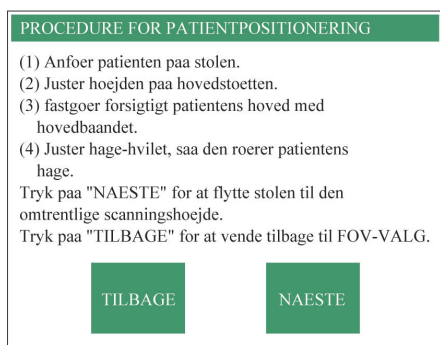 PROCEDURE FOR PATIENTPOSITIONERING
(1) Anfoer patienten paa stolen.
(2) Juster hoejden paa hovedstoetten.
(3) fastgoer forsigtigt patientens hoved med
hovedbaandet.
(4) Juster hage-hvilet, saa den roerer patientens
hage.
Tryk paa "NAESTE" for at flytte stolen til den
omtrentlige scanningshoejde.
Tryk paa "TILBAGE" for at vende tilbage til FOV-VALG.
TILBAGE
NAESTE